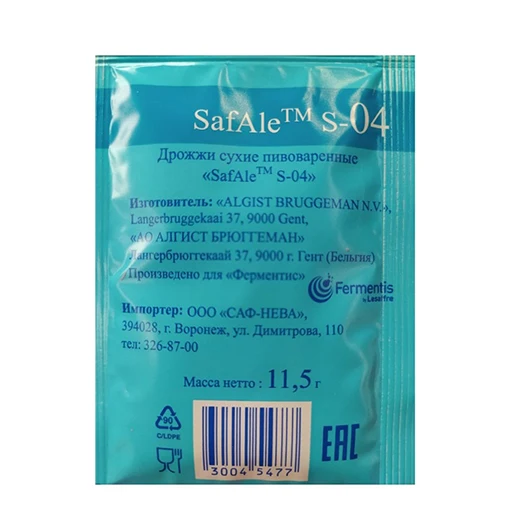 SafAle™ S-04
Дрожжи сухие пивоваренные
«SafAle™ S-04»
Изготовитель: «ALGIST BRUGGEMAN N.V.»,
Langerbruggekaai 37, 9000 Gent,
«АО АЛГИСТ БРЮГГЕМАН»
Лангербрюггекаай 37, 9000 г. Гент (Бельгия)
Произведено для «Ферментис»
Fermentis
by Lesaffre
Импортер: ООО «САФ-НЕВА»,
394028, г. Воронеж, ул. Димитрова, 110
тел: 326-87-00
Масса нетто : 11,5 г
90
C/LDPE
3004 5477
EAC